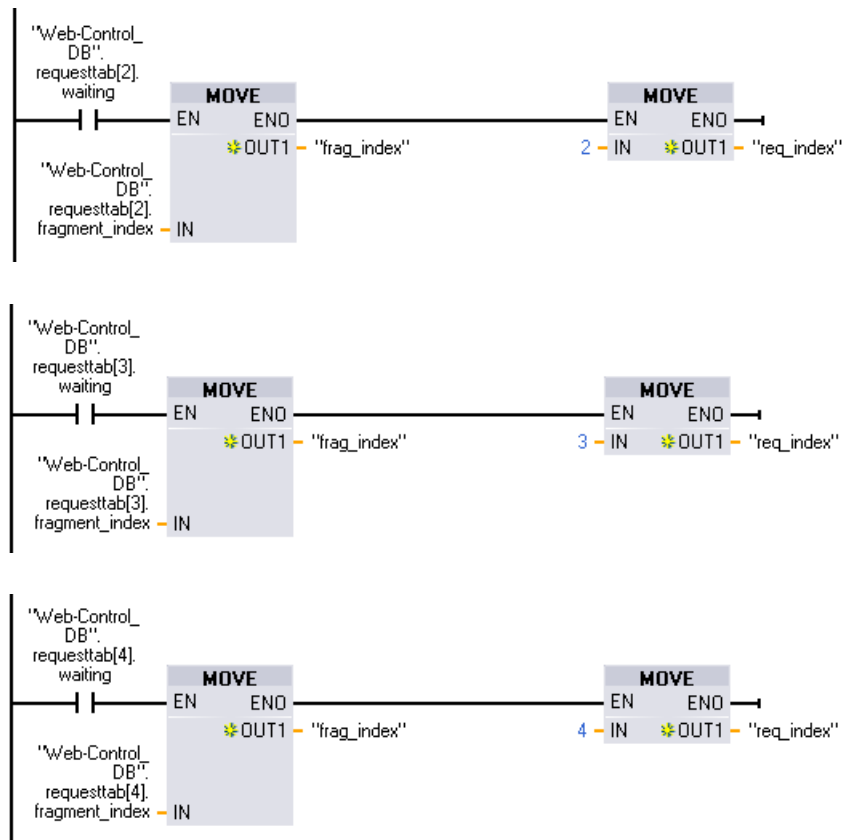 "Web-Control_
DB".
requesttab[2].
waiting
MOVE
MOVE
EN ENO
EN ENO
OUT1 "frag_index"
2 IN OUT1 "req_index"
"Web-Control_
DB".
requesttab[2].
fragment_index IN
"Web-Control_
DB".
requesttab[3].
waiting
MOVE
MOVE
EN ENO
EN ENO
OUT1 "frag_index"
3 IN OUT1 "req_index"
"Web-Control_
DB".
requesttab[3].
fragment_index IN
"Web-Control_
DB".
requesttab[4].
waiting
MOVE
MOVE
EN ENO
EN ENO
OUT1 "frag_index"
4 IN OUT1 "req_index"
"Web-Control_
DB".
requesttab[4].
fragment_index IN